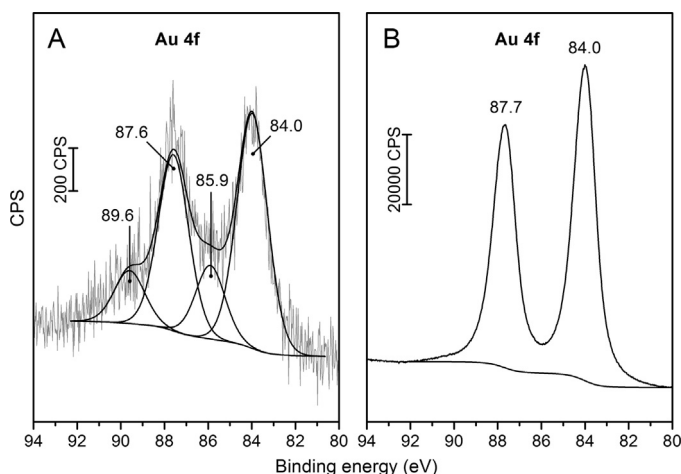 A
Au 4f
87.6
84.0
200 CPS
85.9
89.6
CPS
94 92 90 88 86 84 82 80
B
Au 4f
84.0
87.7
20000 CPS
94 92 90 88 86 84 82 80
Binding energy (eV)